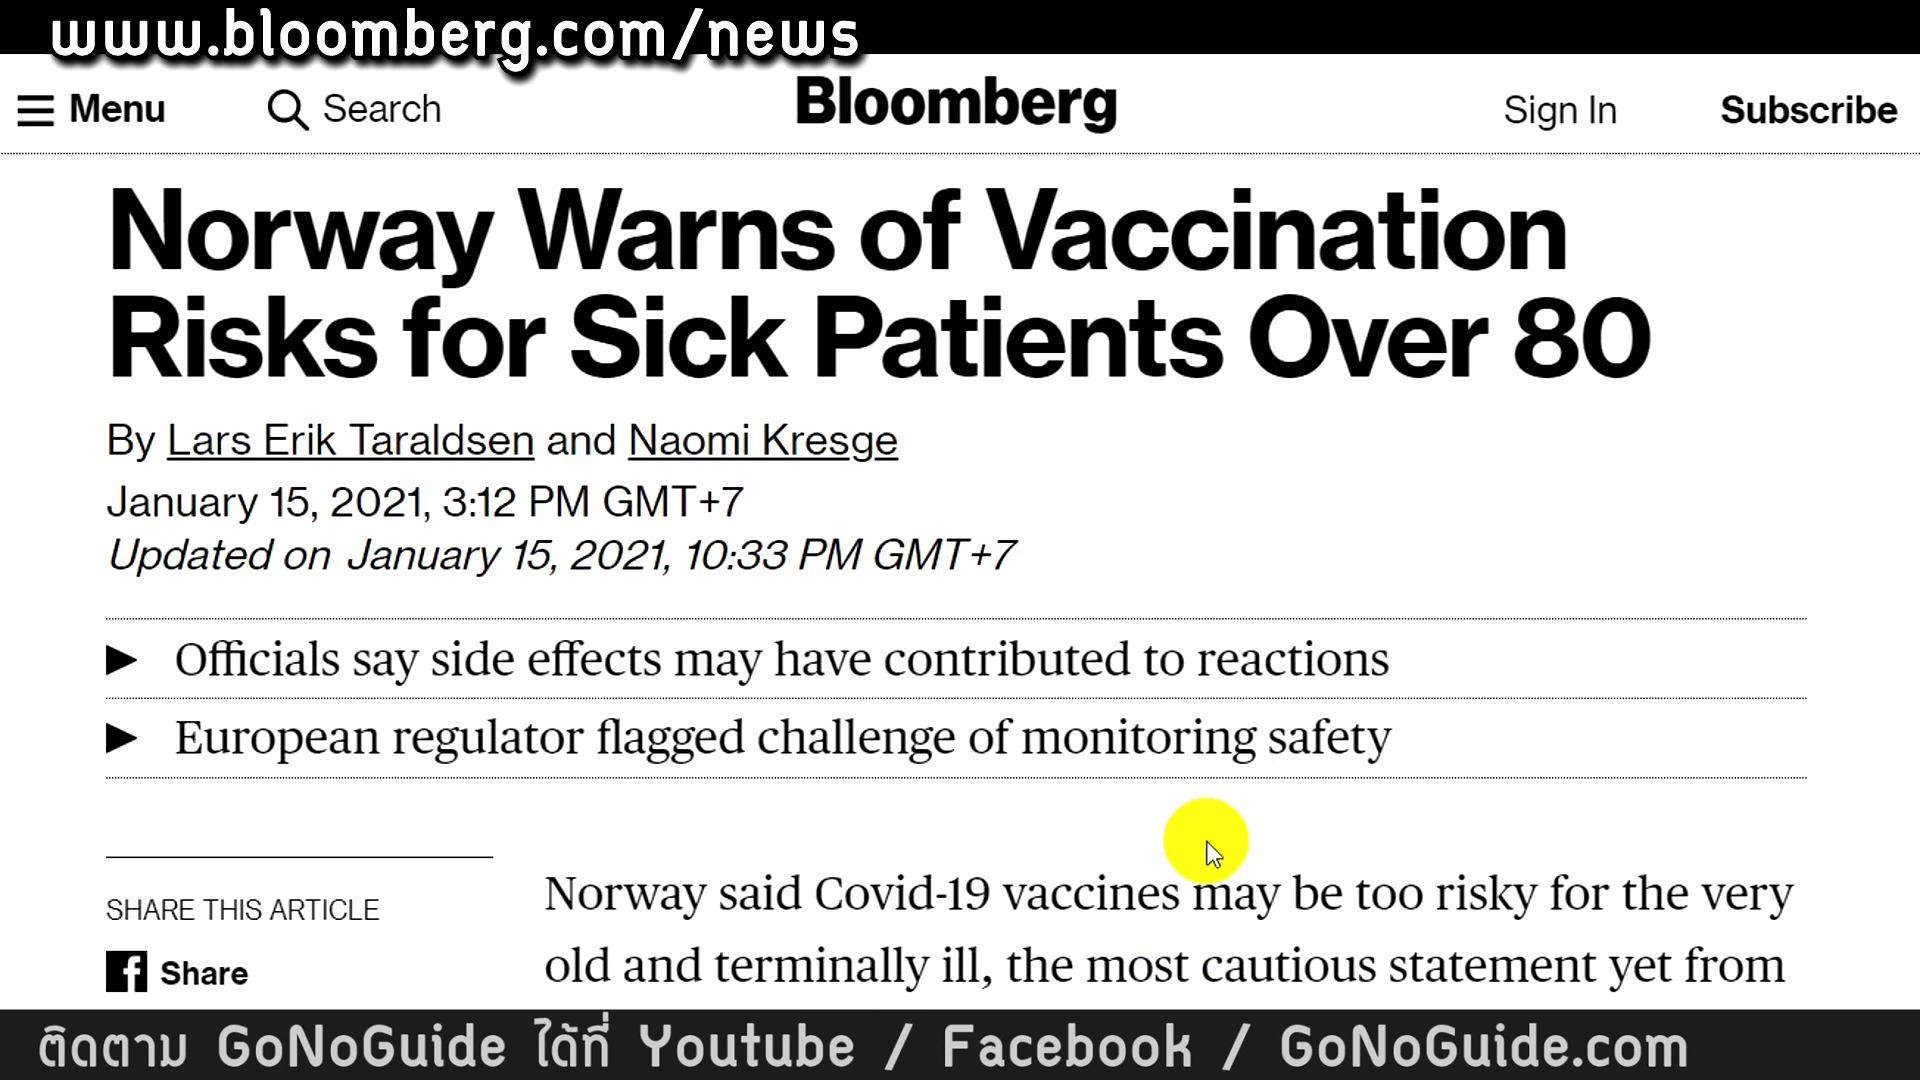 www.bloomberg.com/news
Menu Search Bloomberg Sign In Subscribe
Norway Warns of Vaccination
Risks for Sick Patients Over 80
By Lars Erik Taraldsen and Naomi Kresge
January 15, 2021, 3:12 PM GMT+7
Updated on January 15, 2021, 10:33 PM GMT+7
Officials say side effects may have contributed to reactions
European regulator flagged challenge of monitoring safety
SHARE THIS ARTICLE
f Share
Norway said Covid-19 vaccines may be too risky for the very
old and terminally ill, the most cautious statement yet from
ติดตาม GoNoGuide ได้ที่ Youtube / Facebook / GoNoGuide.com